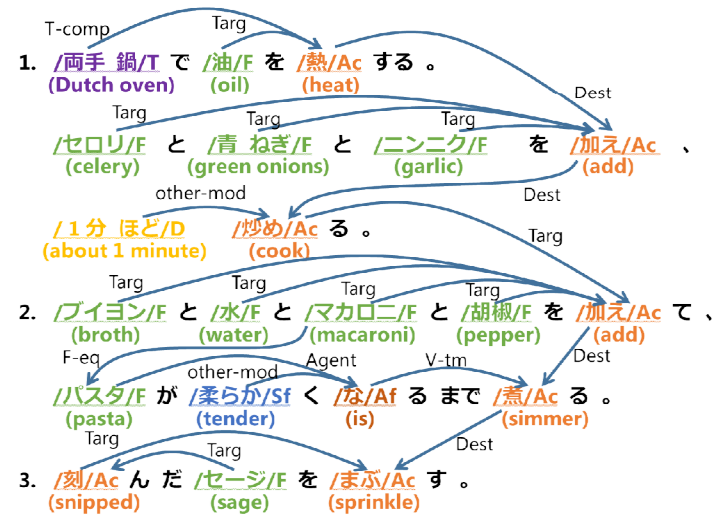 T-comp Targ
1. /両手 鍋/T で /油/F を /熱/Ac する 。
(Dutch oven) (oil) (heat)
Dest
Targ Targ Targ
/セロリ/F と /青 ねぎ/F と /ニンニク/F を /加え/Ac 、
(celery) (green onions) (garlic) (add)
other-mod Dest
/１分 ほど/D /炒め/Ac る 。
(about 1 minute) (cook)
Targ
Targ Targ Targ Targ
2. /ブイヨン/F と /水/F と /マカロニ/F と /胡椒/F を /加え/Ac て 、
(broth) (water) (macaroni) (pepper) (add)
F-eq other-mod Agent V-tm Dest
/パスタ/F が /柔らか/Sf く /な/Af る まで /煮/Ac る 。
(pasta) (tender) (is) (simmer)
Targ Targ Dest
3. /刻/Ac ん だ /セージ/F を /まぶ/Ac す 。
(snipped) (sage) (sprinkle)